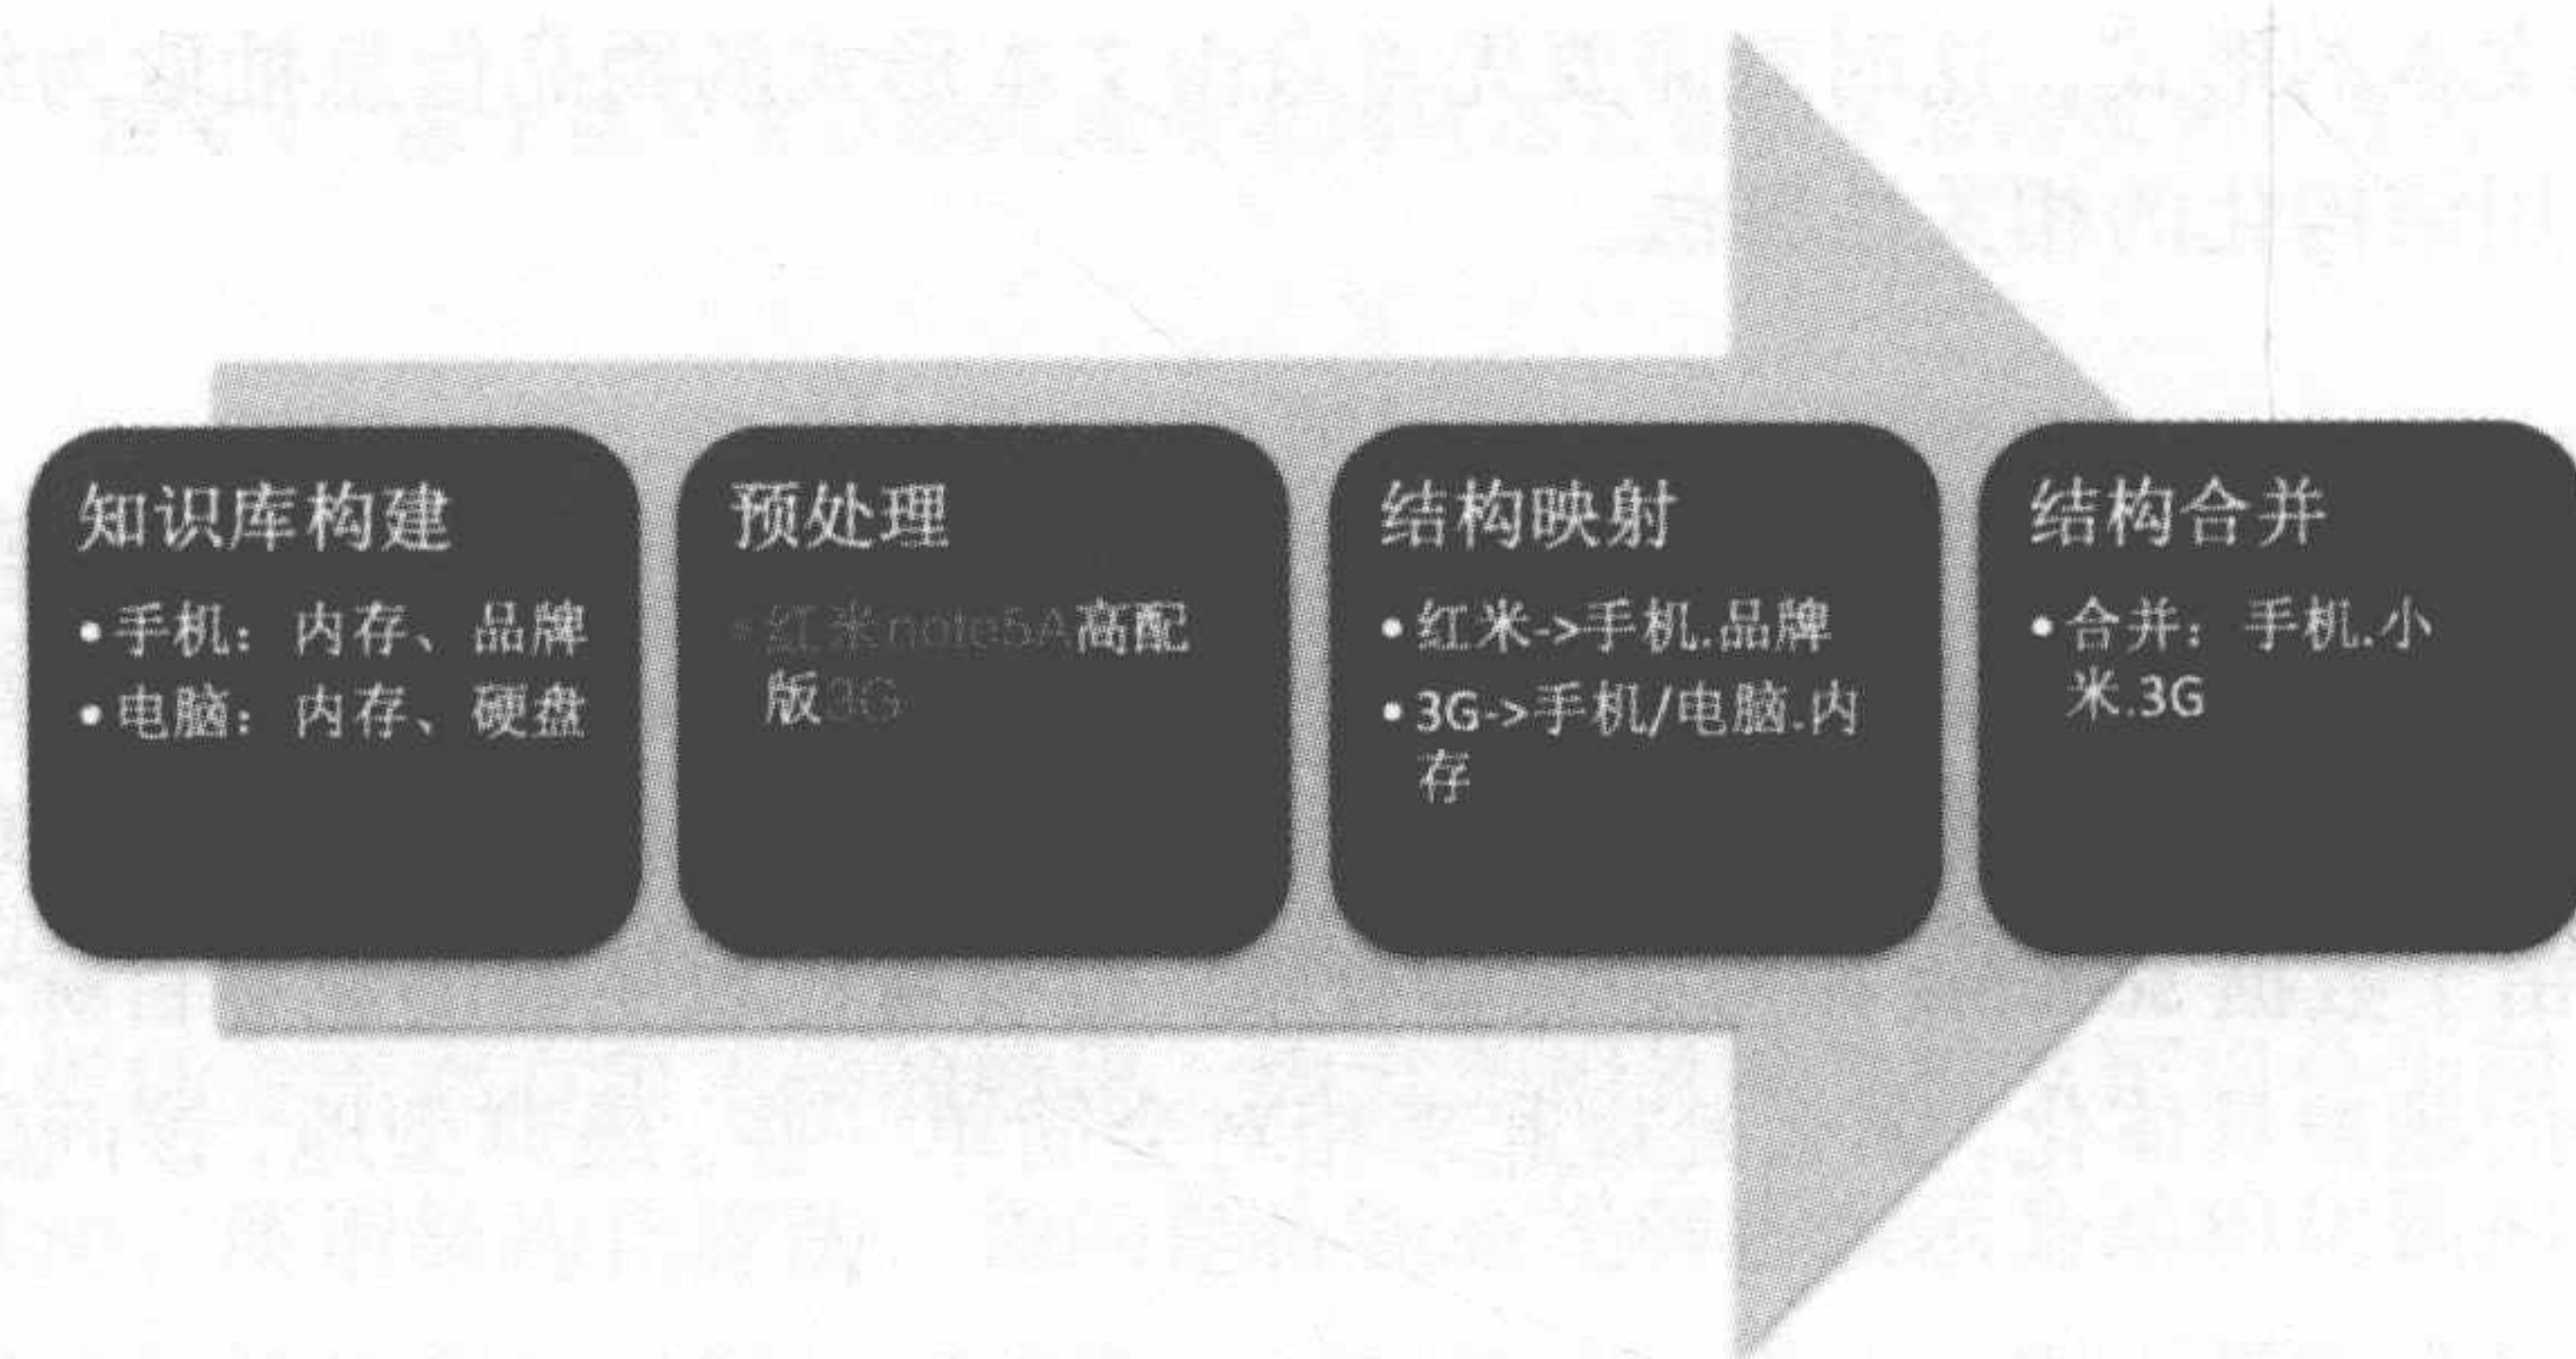 知识库构建
•手机：内存、品牌
•电脑：内存、硬盘
预处理
•红米note5A高配
版3G
结构映射
•红米->手机.品牌
•3G->手机/电脑.内
存
结构合并
•合并：手机.小
米.3G